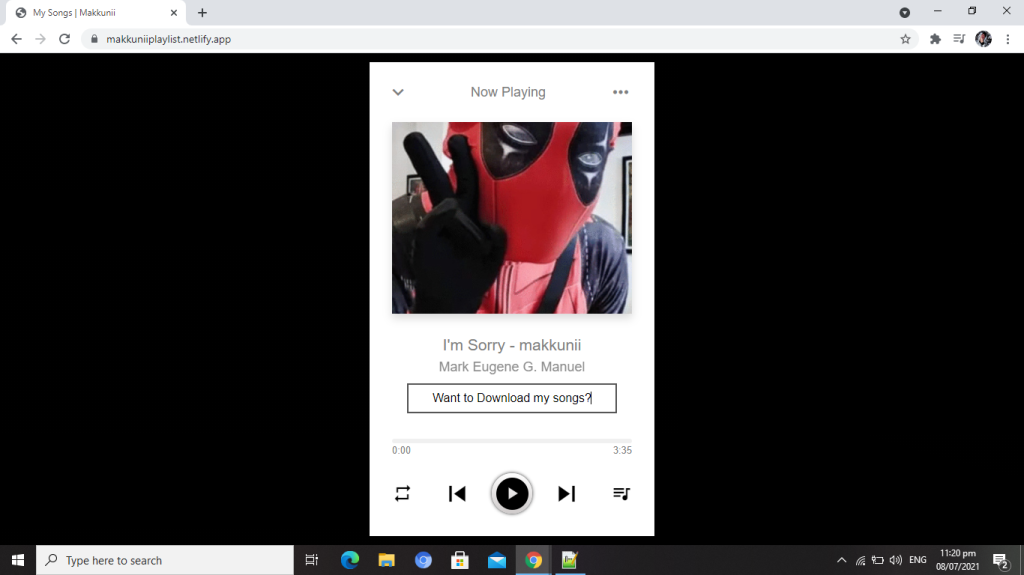 My Songs | Makkunii
makkuniiplaylist.netlify.app
Now Playing
I'm Sorry - makkunii
Mark Eugene G. Manuel
Want to Download my songs?
0:00 3:35
Type here to search
ENG
11:20 pm
08/07/2021
2